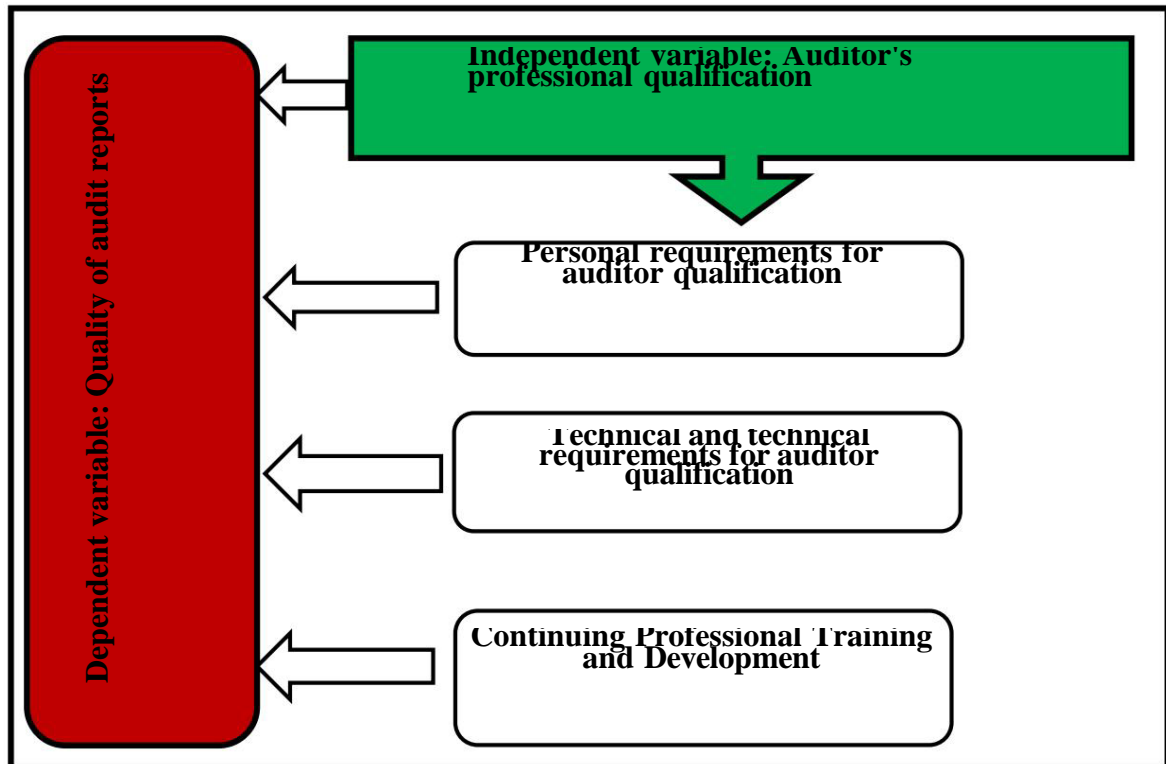 Independent variable: Auditor's
professional qualification
Dependent variable: Quality of audit reports
Personal requirements for
auditor qualification
Technical and technical
requirements for auditor
qualification
Continuing Professional Training
and Development